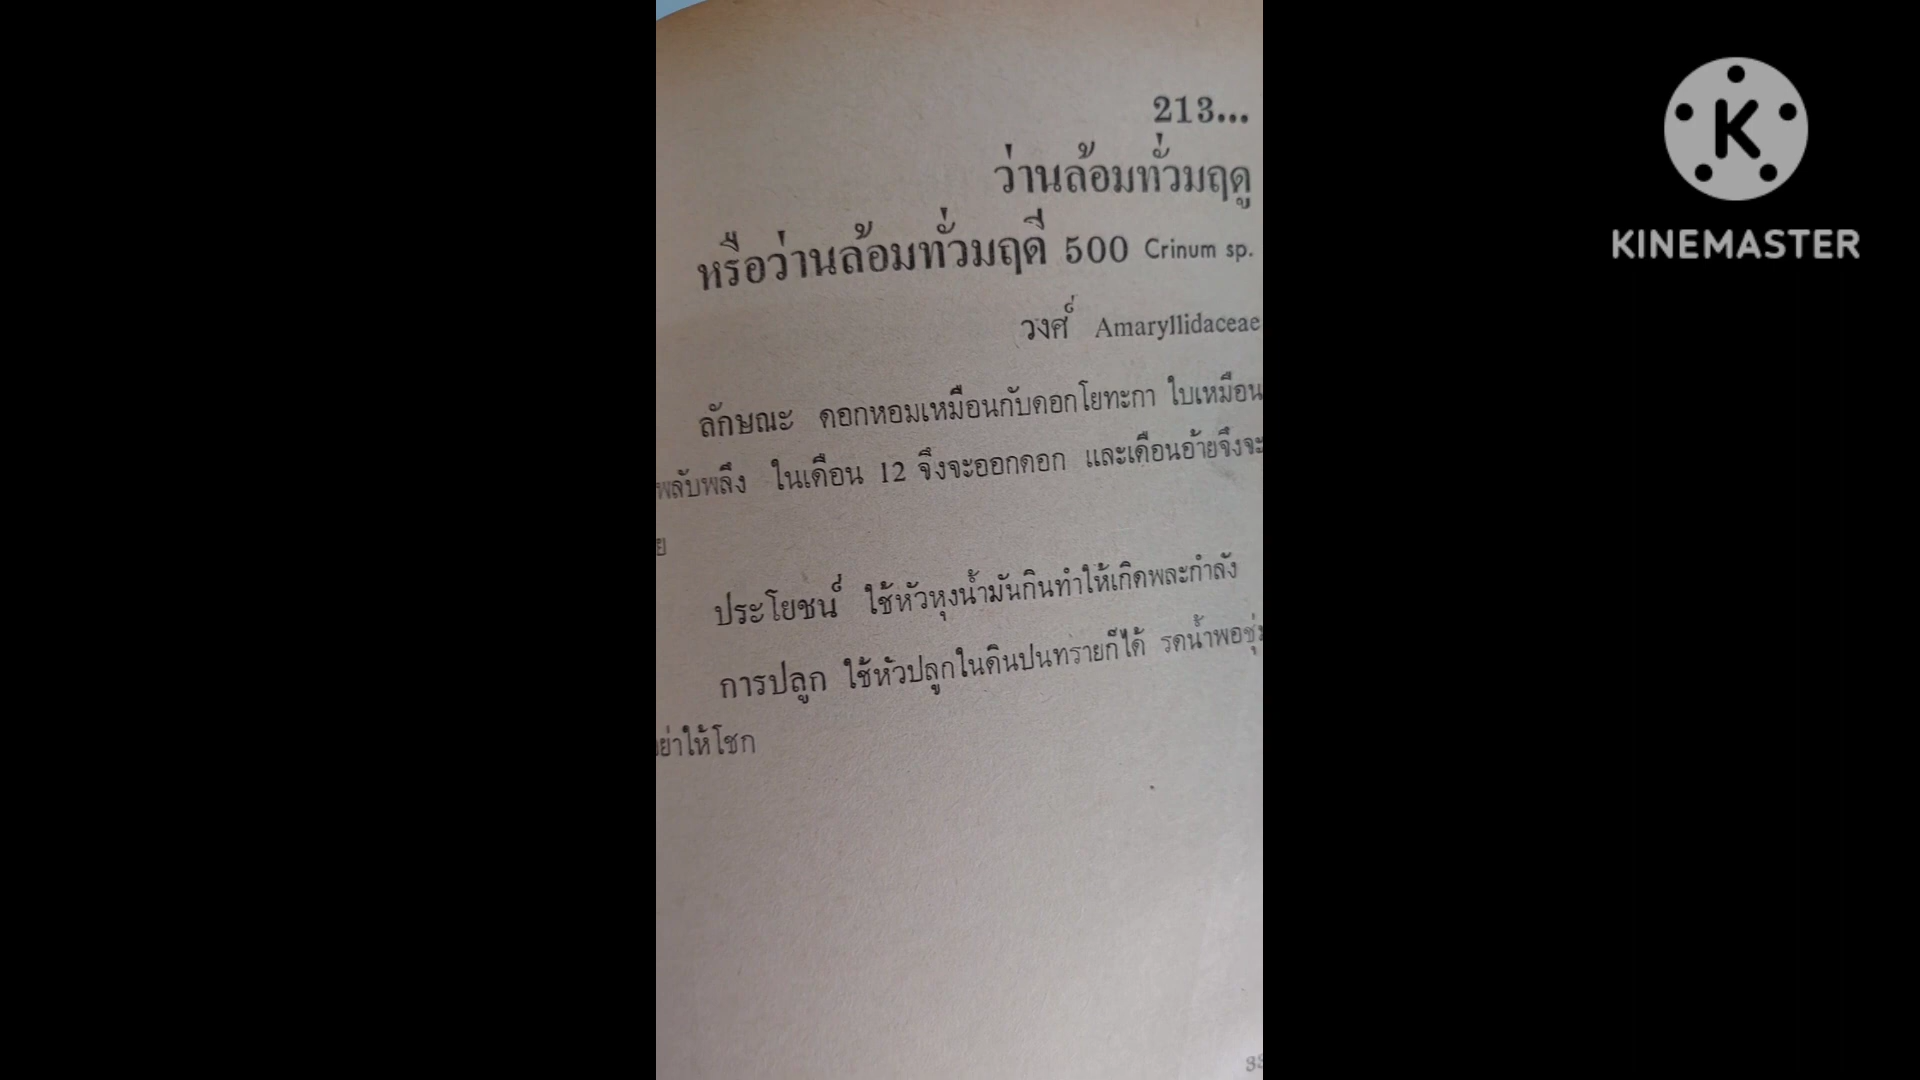 213...
ว่านล้อมทั่วมฤดู
หรือว่านล้อมทั่วมฤดี 500 Crinum sp.
วงศ์ Amaryllidaceae
ลักษณะ ดอกหอมเหมือนกับดอกโยทะกา ใบเหมือน
พลับพลึง ในเดือน 12 จึงจะออกดอก และเดือนอ้ายจึงจะ
ประโยชน์ ใช้หัวหุงน้ำมันกินทำให้เกิดพละกำลัง
การปลูก ใช้หัวปลูกในดินปนทรายก็ได้ รดน้ำพอชุ่ม
อย่าให้โชก
K
KINEMASTER